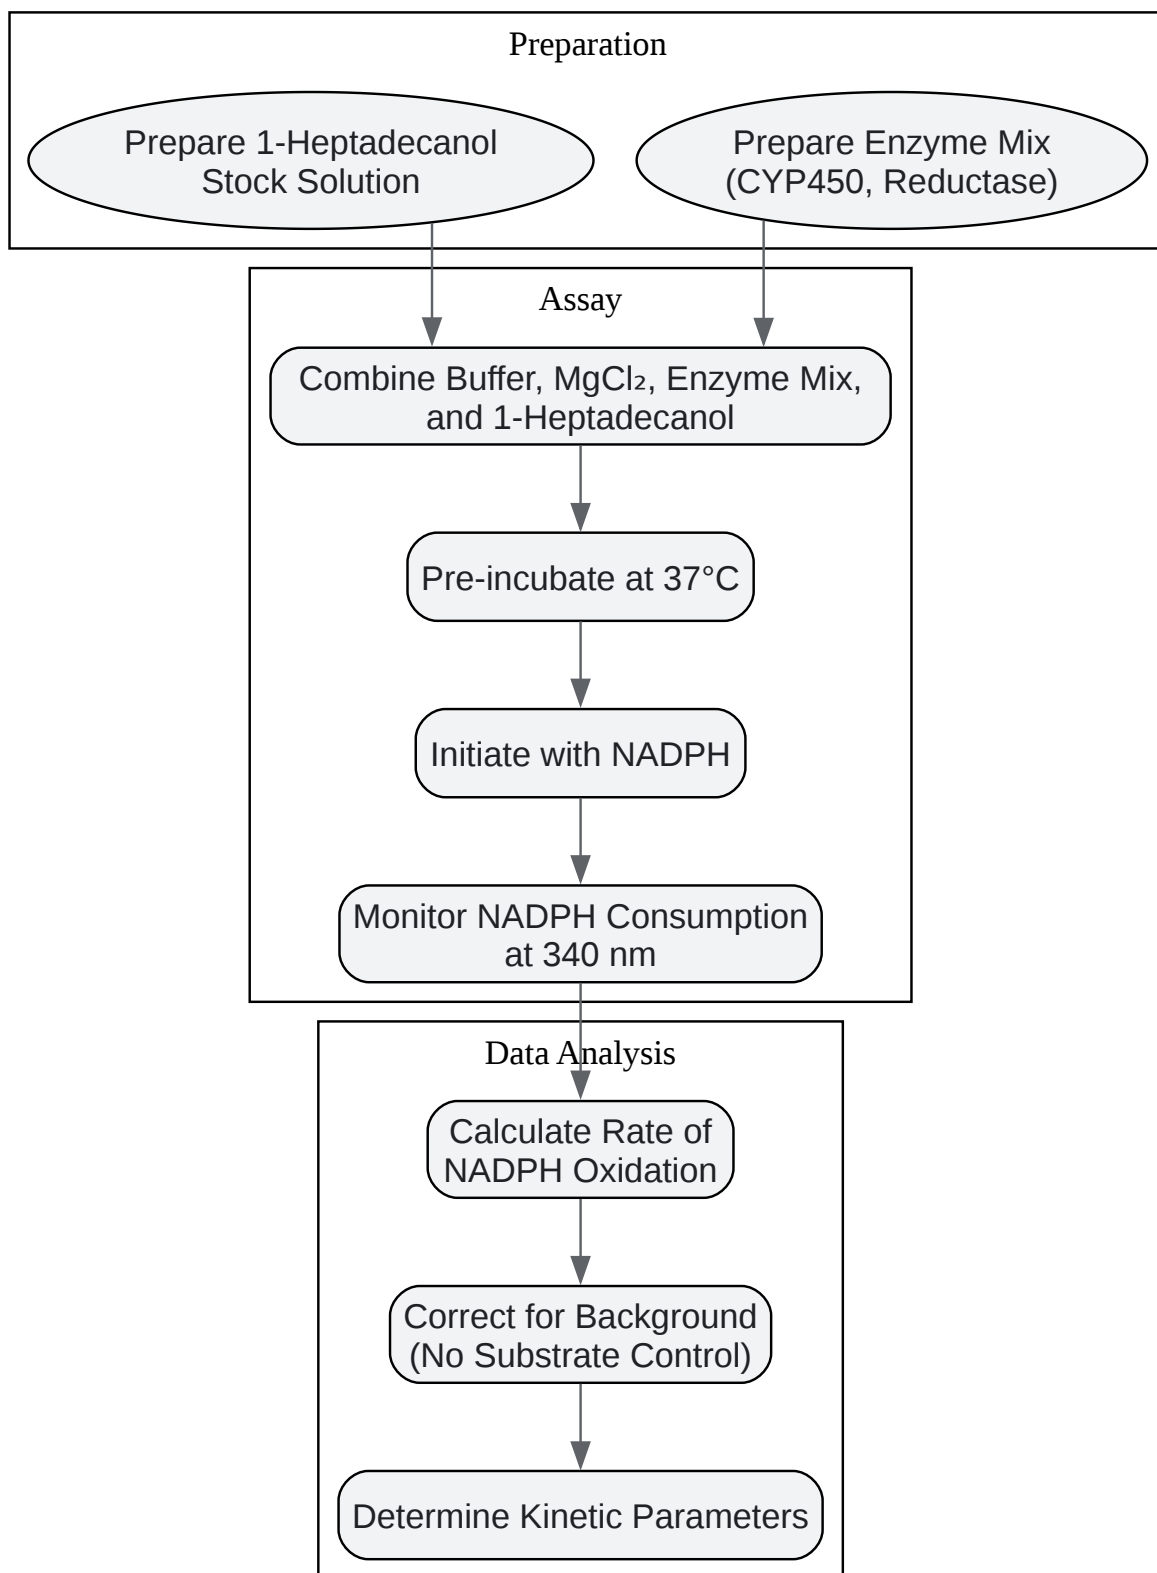 Preparation
Prepare 1-Heptadecanol
Stock Solution
Prepare Enzyme Mix
(CYP450, Reductase)
Assay
Combine Buffer, MgCl₂, Enzyme Mix,
and 1-Heptadecanol
Pre-incubate at 37°C
Initiate with NADPH
Monitor NADPH Consumption
at 340 nm
Data Analysis
Calculate Rate of
NADPH Oxidation
Correct for Background
(No Substrate Control)
Determine Kinetic Parameters